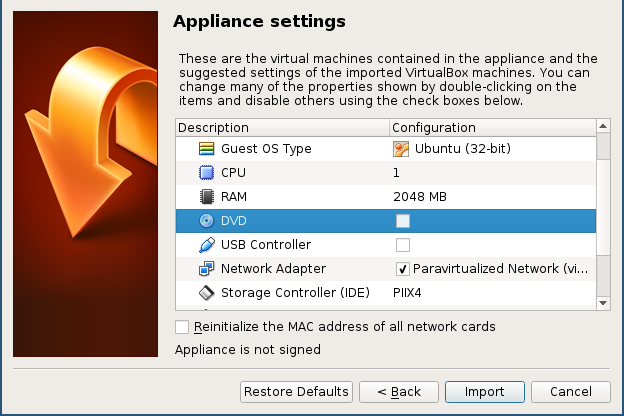 Appliance settings
These are the virtual machines contained in the appliance and the
suggested settings of the imported VirtualBox machines. You can
change many of the properties shown by double-clicking on the
items and disable others using the check boxes below.
Description Configuration
Guest OS Type Ubuntu (32-bit)
CPU 1
RAM 2048 MB
DVD
USB Controller
Network Adapter Paravirtualized Network (vi...
Storage Controller (IDE) PIIX4
Reinitialize the MAC address of all network cards
Appliance is not signed
Restore Defaults < Back Import Cancel